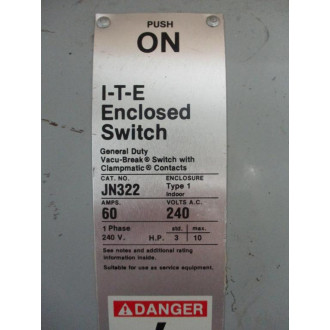 PUSH
ON
I-T-E
Enclosed
Switch
General Duty
Vacu-Break® Switch with
Clampmatic® Contacts
CAT. NO. ENCLOSURE
JN322 Type 1
Indoor
AMPS. VOLTS A.C.
60 240
1 Phase std. max.
240 V. H.P. 3 10
See notes and additional rating
information inside.
Suitable for use as service equipment.
DANGER